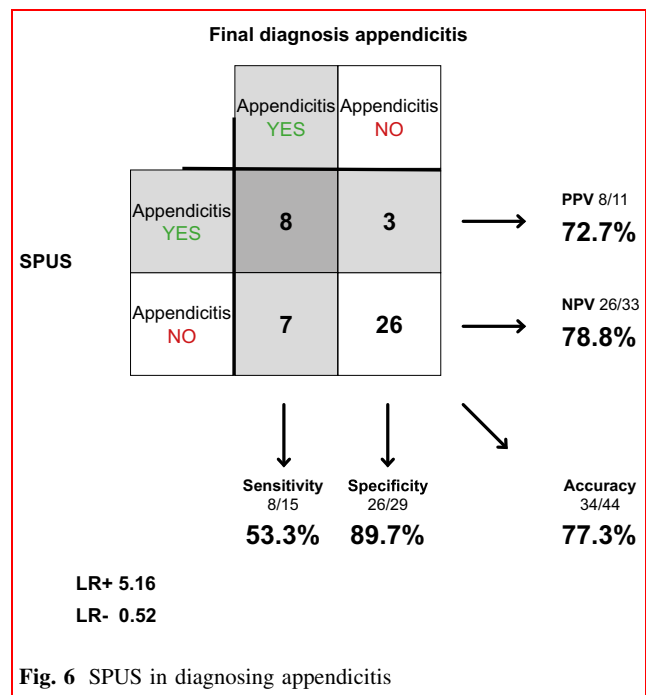 Final diagnosis appendicitis
Appendicitis
YES
Appendicitis
NO
SPUS
Appendicitis
YES
8
3
PPV 8/11
72.7%
Appendicitis
NO
7
26
NPV 26/33
78.8%
Sensitivity
8/15
53.3%
Specificity
26/29
89.7%
Accuracy
34/44
77.3%
LR+ 5.16
LR- 0.52
Fig. 6 SPUS in diagnosing appendicitis